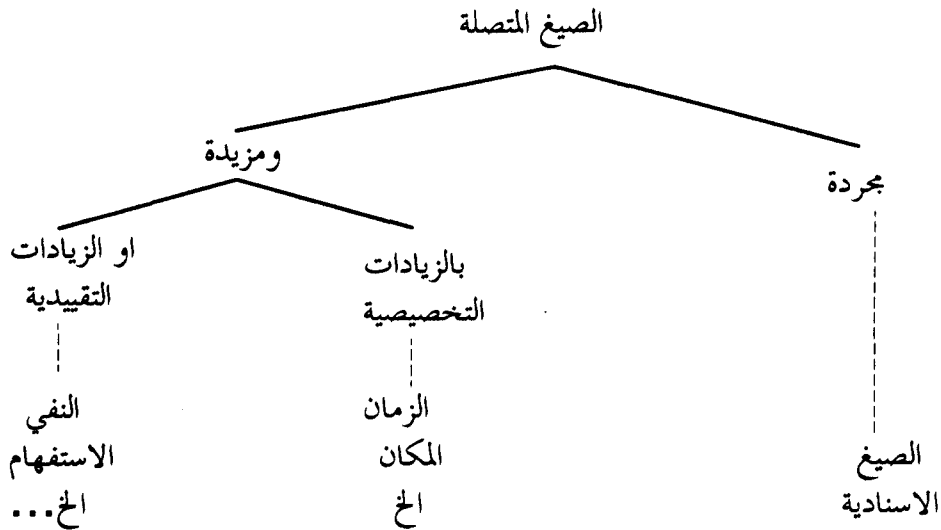 الصيغ المتصلة
مجردة
ومزيدة
بالزيادات
التخصيصية
او الزيادات
التقييدية
الصيغ
الاسنادية
الزمان
المكان
الخ
النفي
الاستفهام
الخ...